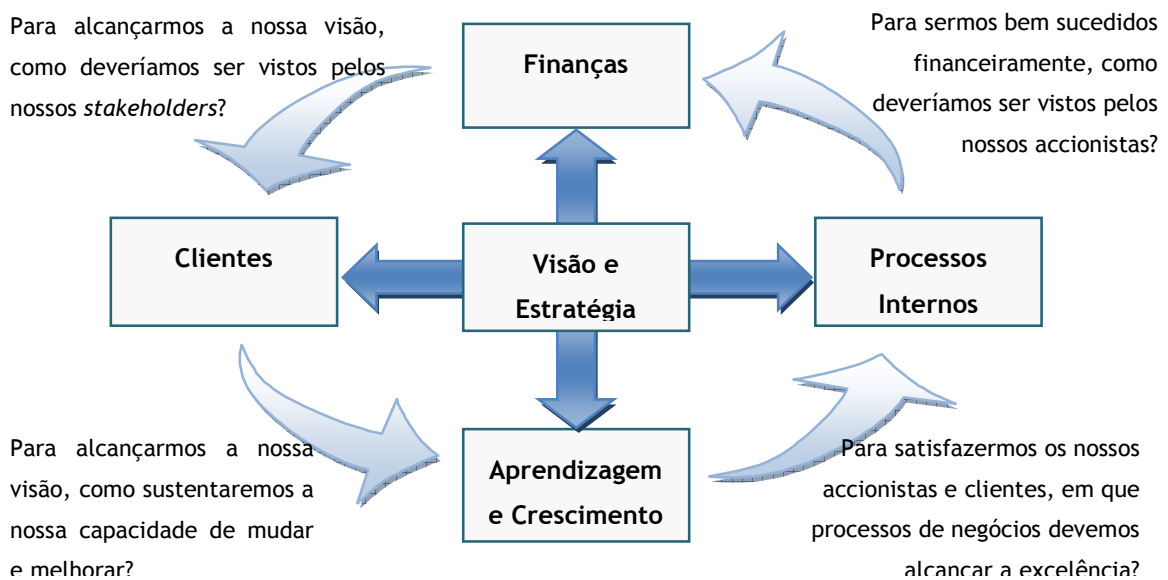 Para alcançarmos a nossa visão,
como deveríamos ser vistos pelos
nossos stakeholders?
Finanças
Para sermos bem sucedidos
financeiramente, como
deveríamos ser vistos pelos
nossos accionistas?
Clientes
Visão e
Estratégia
Processos
Internos
Para alcançarmos a nossa
visão, como sustentaremos a
nossa capacidade de mudar
e melhorar?
Aprendizagem
e Crescimento
Para satisfazermos os nossos
accionistas e clientes, em que
processos de negócios devemos
alcançar a excelência?